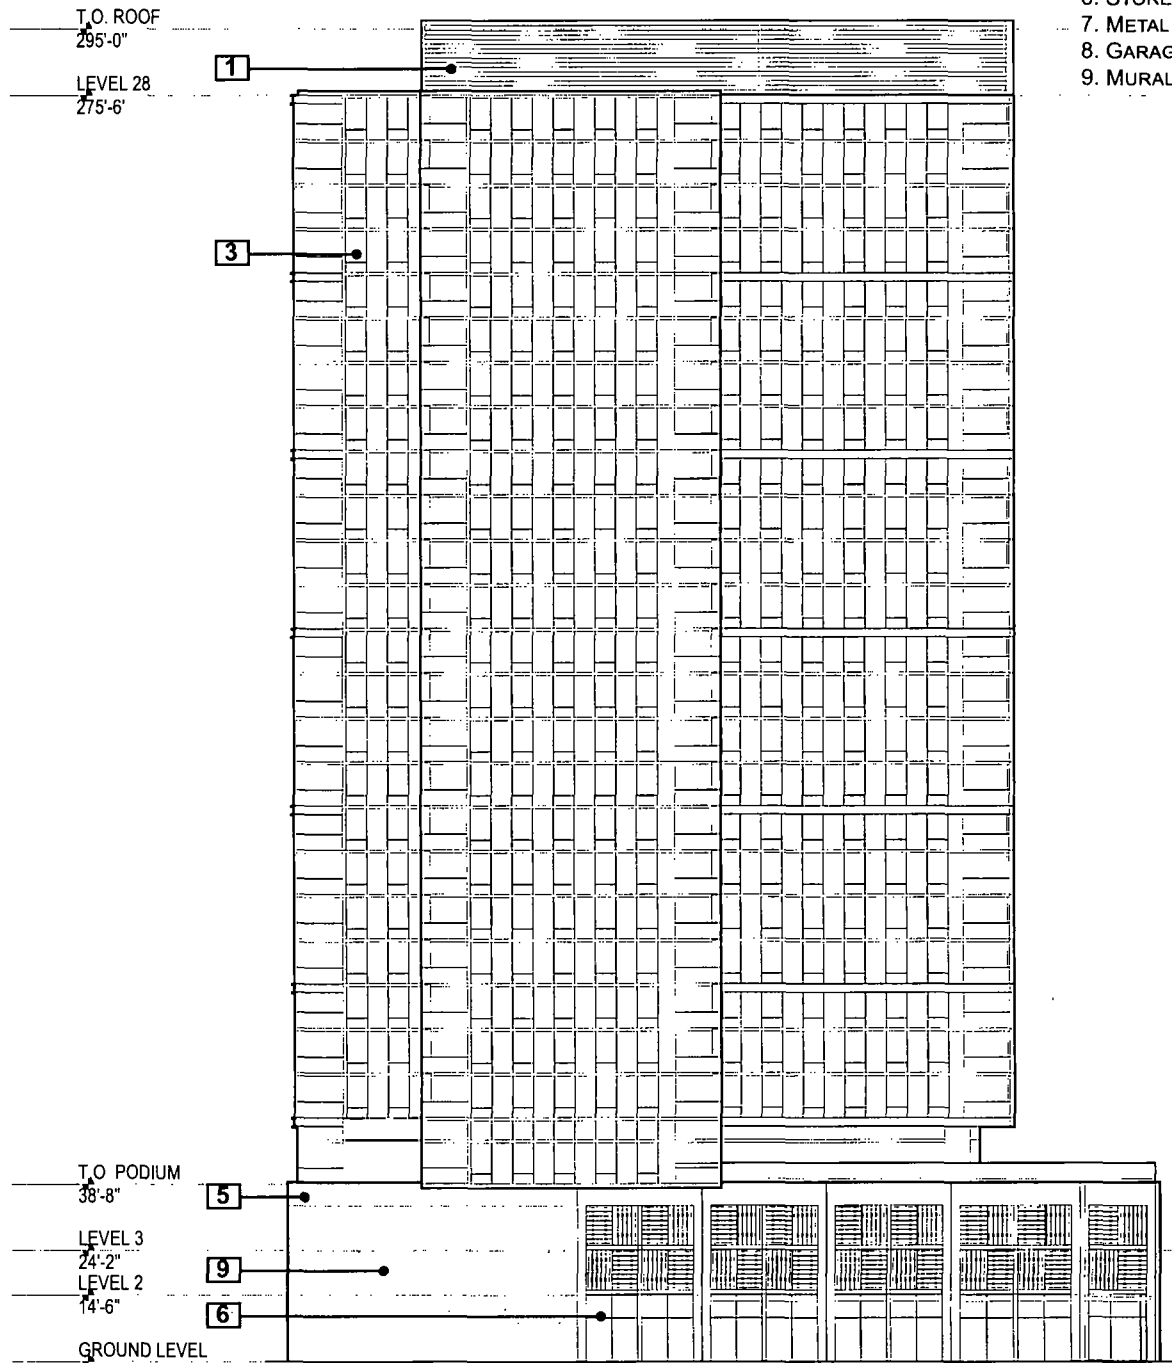 T.O. ROOF
295'-0"
7. METAL
8. GARAG
9. MURAL
1
LEVEL 28
275'-6'
3
T.O PODIUM
38'-8"
5
LEVEL 3
24'-2"
9
LEVEL 2
14'-6"
6
GROUND LEVEL